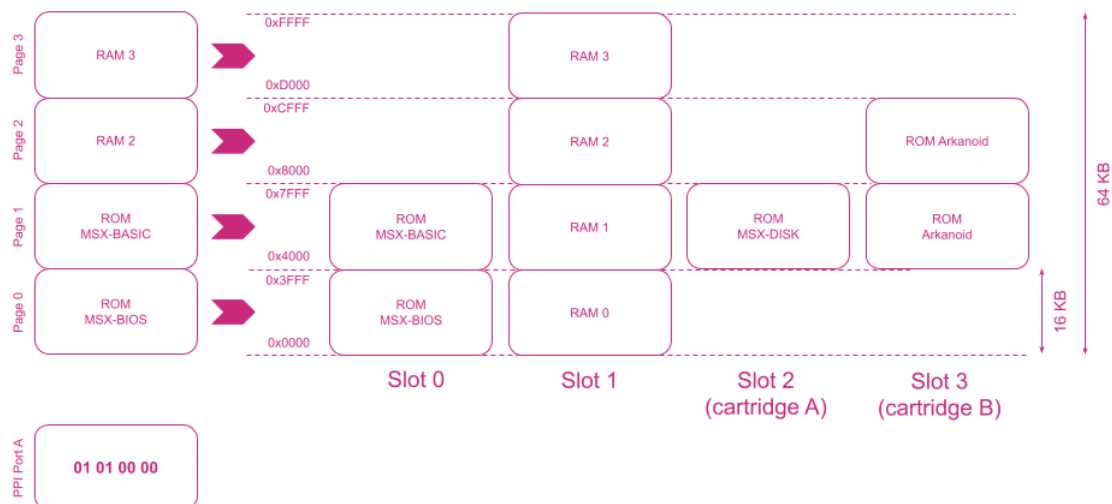 0xFFFF
Page 3
RAM 3
RAM 3
0xD000
0xCFFF
Page 2
RAM 2
RAM 2
ROM Arkanoid
0x8000
0x7FFF
Page 1
ROM
MSX-BASIC
ROM
MSX-BASIC
RAM 1
ROM
MSX-DISK
ROM
Arkanoid
0x4000
0x3FFF
Page 0
ROM
MSX-BIOS
ROM
MSX-BIOS
RAM 0
0x0000
16 KB
64 KB
Slot 0
Slot 1
Slot 2
(cartridge A)
Slot 3
(cartridge B)
PPI Port A
01 01 00 00